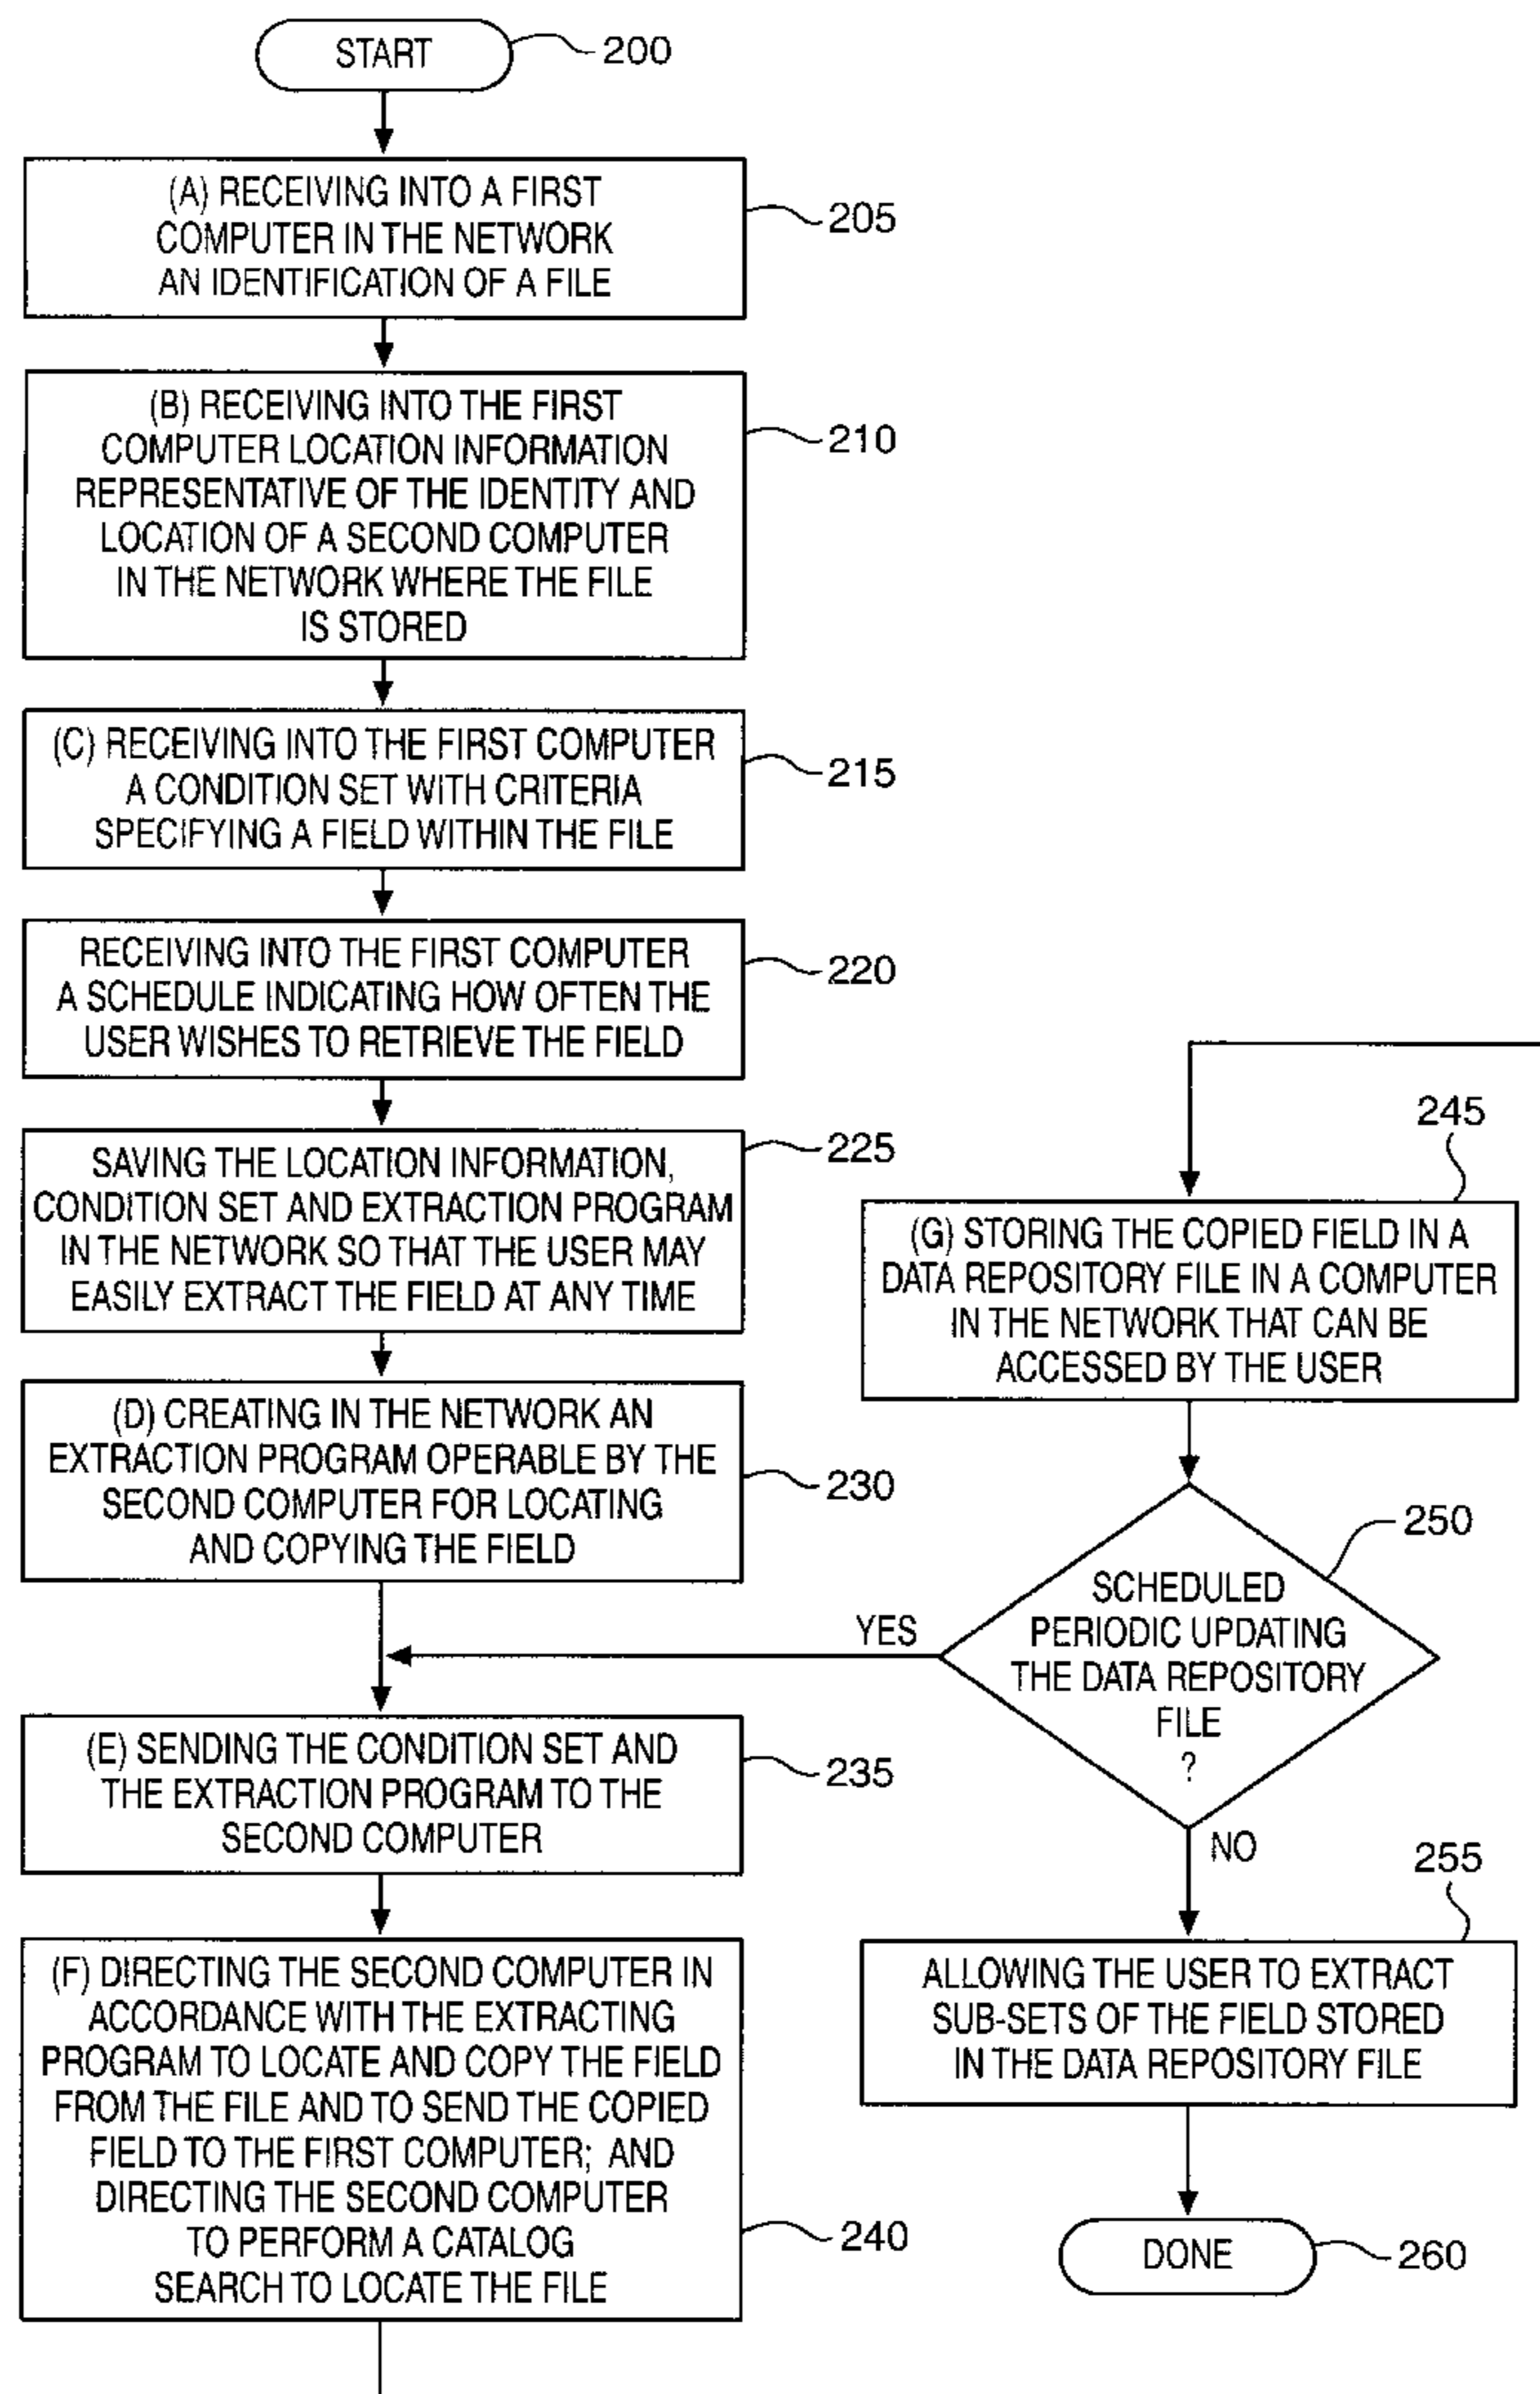 START
200
(A) RECEIVING INTO A FIRST
COMPUTER IN THE NETWORK
AN IDENTIFICATION OF A FILE
205
(B) RECEIVING INTO THE FIRST
COMPUTER LOCATION INFORMATION
REPRESENTATIVE OF THE IDENTITY AND
LOCATION OF A SECOND COMPUTER
IN THE NETWORK WHERE THE FILE
IS STORED
210
(C) RECEIVING INTO THE FIRST COMPUTER
A CONDITION SET WITH CRITERIA
SPECIFYING A FIELD WITHIN THE FILE
215
RECEIVING INTO THE FIRST COMPUTER
A SCHEDULE INDICATING HOW OFTEN THE
USER WISHES TO RETRIEVE THE FIELD
220
SAVING THE LOCATION INFORMATION,
CONDITION SET AND EXTRACTION PROGRAM
IN THE NETWORK SO THAT THE USER MAY
EASILY EXTRACT THE FIELD AT ANY TIME
225
(D) CREATING IN THE NETWORK AN
EXTRACTION PROGRAM OPERABLE BY THE
SECOND COMPUTER FOR LOCATING
AND COPYING THE FIELD
230
(E) SENDING THE CONDITION SET AND
THE EXTRACTION PROGRAM TO THE
SECOND COMPUTER
235
(F) DIRECTING THE SECOND COMPUTER IN
ACCORDANCE WITH THE EXTRACTING
PROGRAM TO LOCATE AND COPY THE FIELD
FROM THE FILE AND TO SEND THE COPIED
FIELD TO THE FIRST COMPUTER; AND
DIRECTING THE SECOND COMPUTER
TO PERFORM A CATALOG
SEARCH TO LOCATE THE FILE
240
245
(G) STORING THE COPIED FIELD IN A
DATA REPOSITORY FILE IN A COMPUTER
IN THE NETWORK THAT CAN BE
ACCESSED BY THE USER
250
SCHEDULED
PERIODIC UPDATING
THE DATA REPOSITORY
FILE
?
YES
NO
255
ALLOWING THE USER TO EXTRACT
SUB-SETS OF THE FIELD STORED
IN THE DATA REPOSITORY FILE
DONE
260